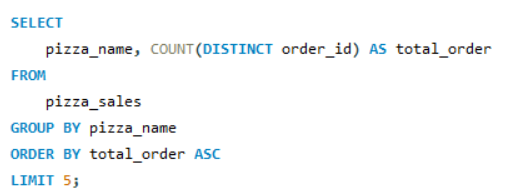 SELECT
    pizza_name, COUNT(DISTINCT order_id) AS total_order
FROM
    pizza_sales
GROUP BY pizza_name
ORDER BY total_order ASC
LIMIT 5;